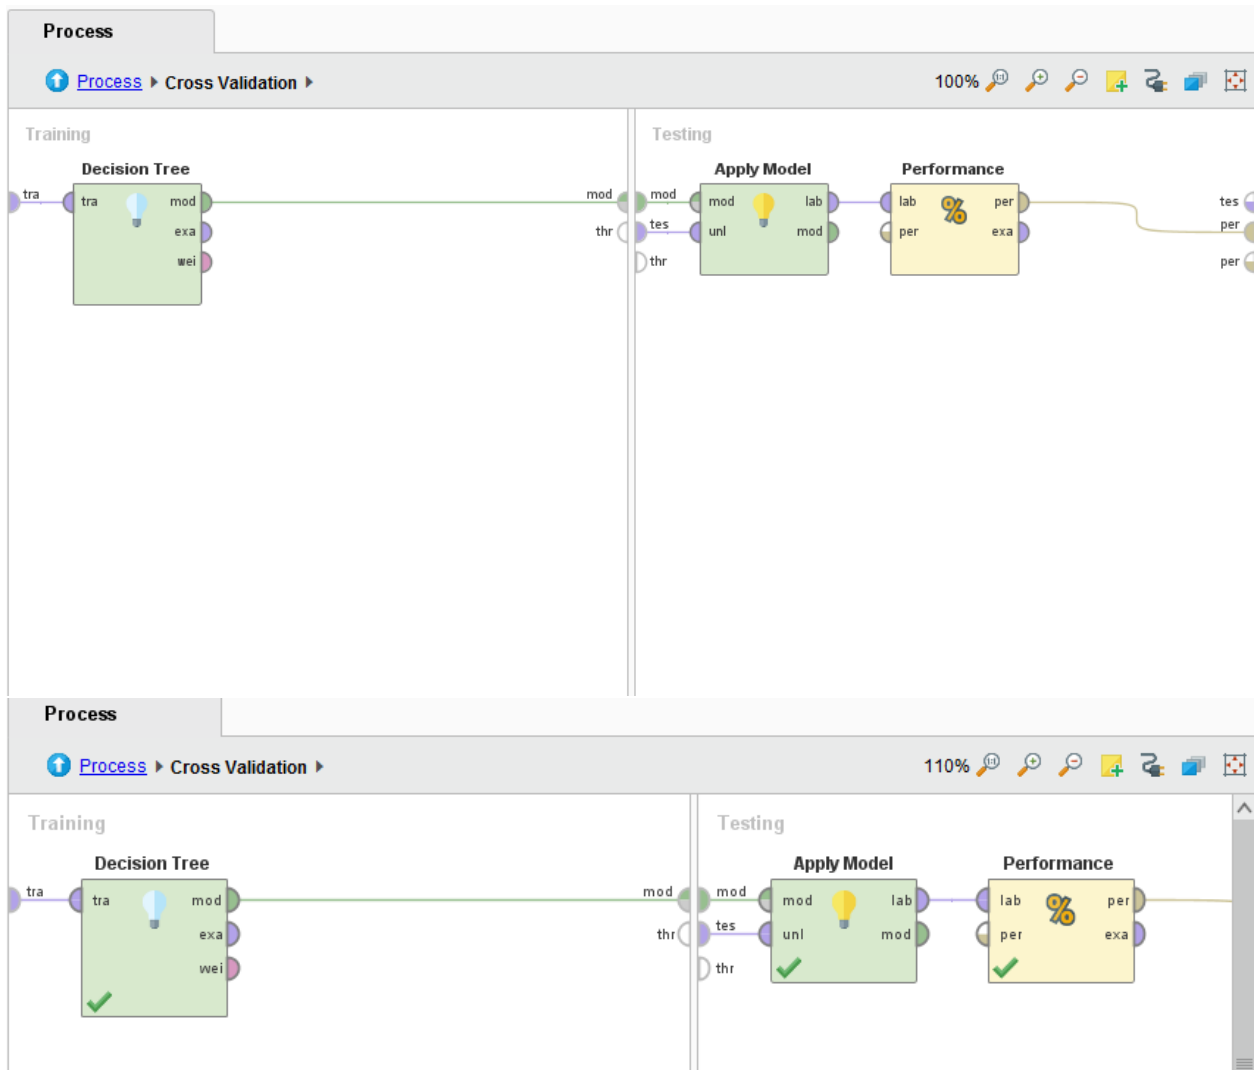 Process
Process Cross Validation 100%
Training Testing
Decision Tree Apply Model Performance
tra tra mod mod mod mod lab lab per tes
exa thr tes unl mod per exa per
wei thr per
Process
Process Cross Validation 110%
Training Testing
Decision Tree Apply Model Performance
tra tra mod mod mod mod lab lab per
exa thr tes unl mod per exa
wei thr